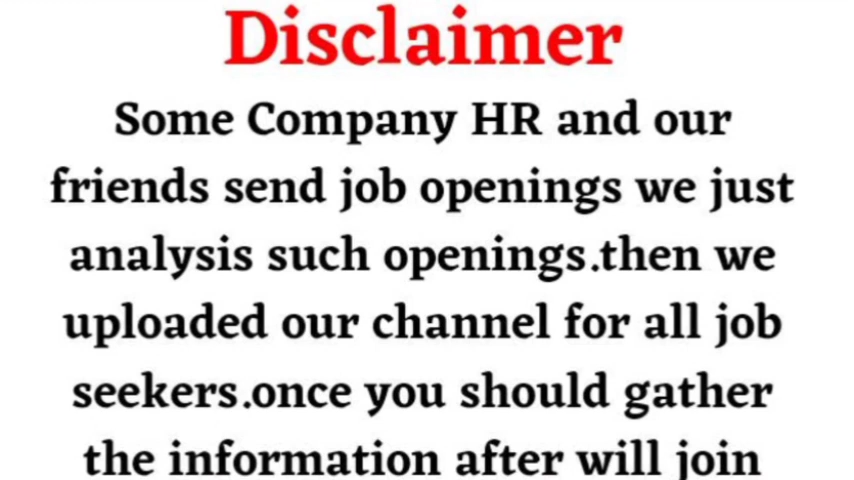 Disclaimer
Some Company HR and our
friends send job openings we just
analysis such openings.then we
uploaded our channel for all job
seekers.once you should gather
the information after will join